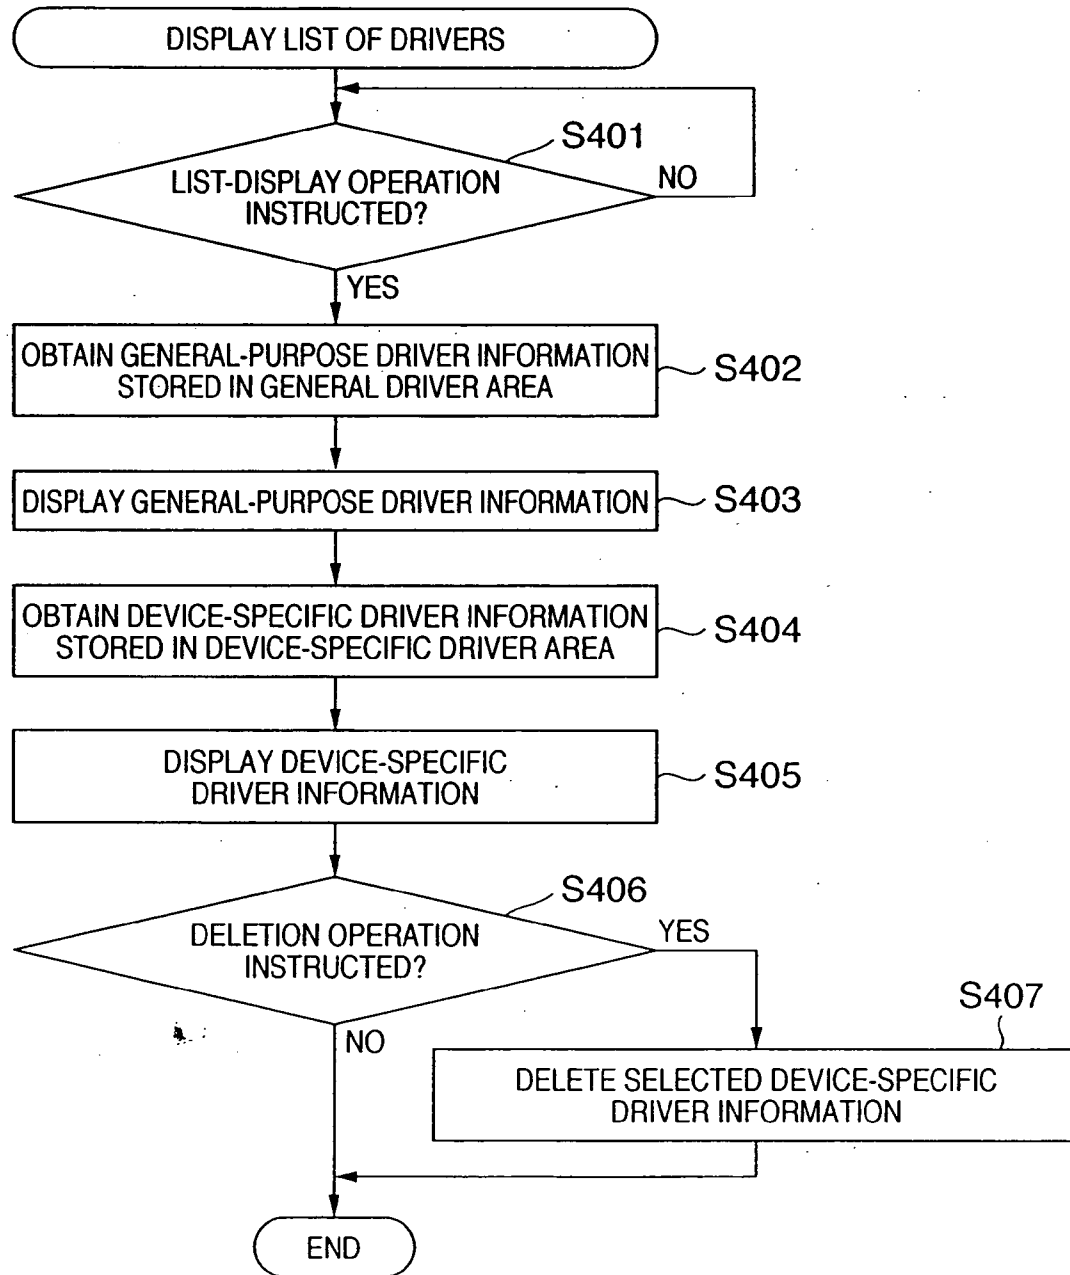 DISPLAY LIST OF DRIVERS
S401
LIST-DISPLAY OPERATION
INSTRUCTED?
NO
YES
OBTAIN GENERAL-PURPOSE DRIVER INFORMATION
STORED IN GENERAL DRIVER AREA
S402
DISPLAY GENERAL-PURPOSE DRIVER INFORMATION
S403
OBTAIN DEVICE-SPECIFIC DRIVER INFORMATION
STORED IN DEVICE-SPECIFIC DRIVER AREA
S404
DISPLAY DEVICE-SPECIFIC
DRIVER INFORMATION
S405
S406
DELETION OPERATION
INSTRUCTED?
YES
NO
S407
DELETE SELECTED DEVICE-SPECIFIC
DRIVER INFORMATION
END